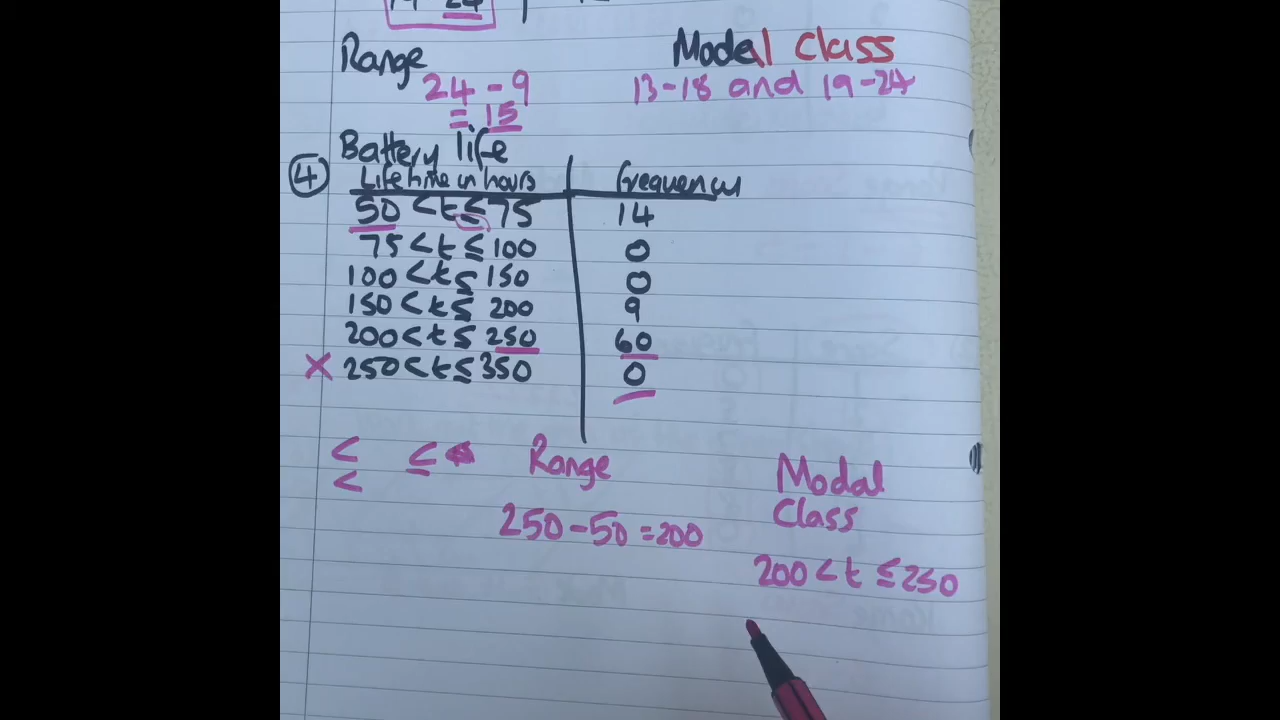 24
Range
Modal Class
24 - 9
13-18 and 19-24
= 15
Battery life
④ Lifetime in hours frequency
50 < t ≤ 75 14
75 < t ≤ 100 0
100 < t ≤ 150 0
150 < t ≤ 200 9
200 < t ≤ 250 60
× 250 < t ≤ 350 0
< ≤ Range
<
Modal
Class
250 - 50 = 200
200 < t ≤ 250